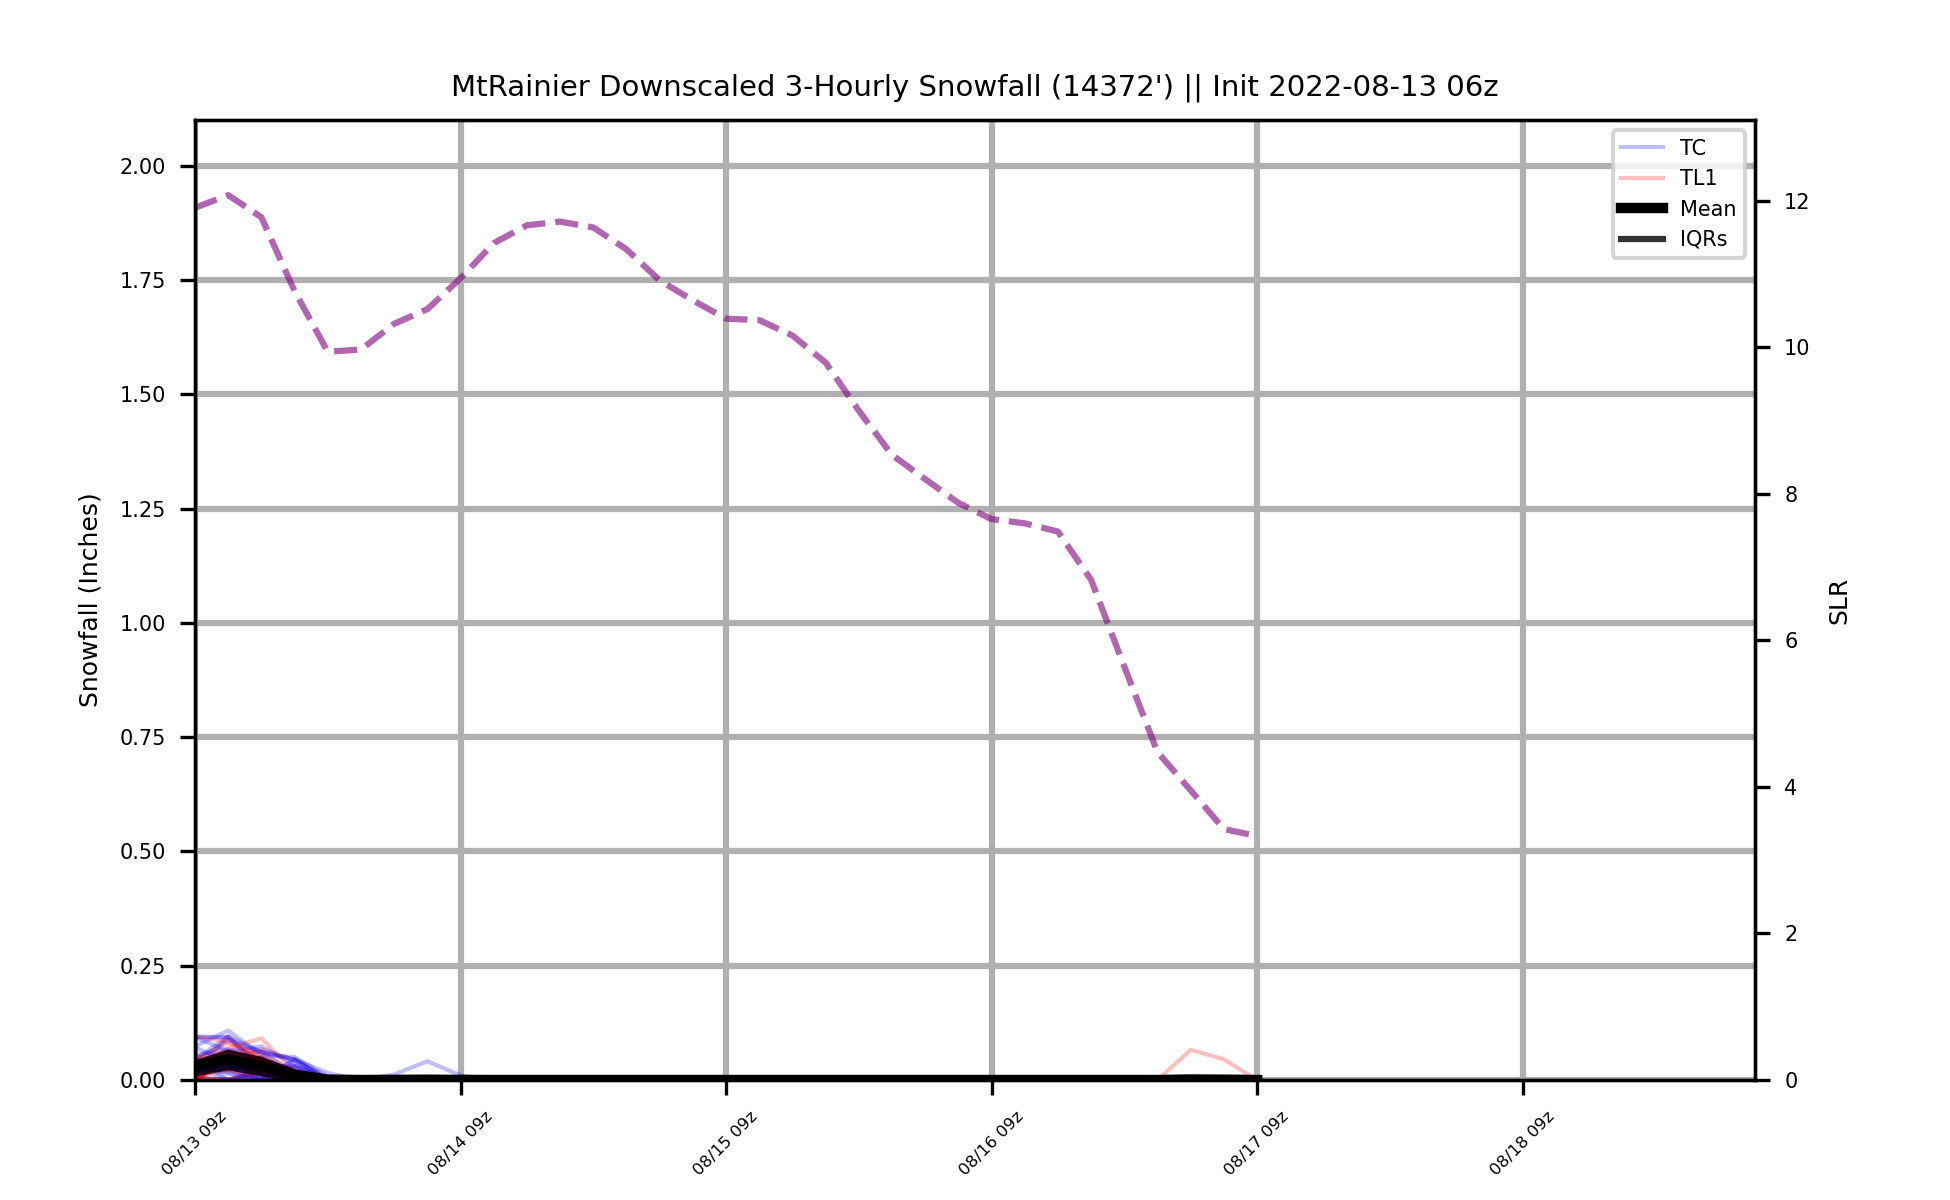 MtRainier Downscaled 3-Hourly Snowfall (14372') || Init 2022-08-13 06z
TC
TL1
Mean
IQRs
Snowfall (Inches)
2.00
1.75
1.50
1.25
1.00
0.75
0.50
0.25
0.00
12
10
8
6
4
2
0
SLR
08/13 09z
08/14 09z
08/15 09z
08/16 09z
08/17 09z
08/18 09z